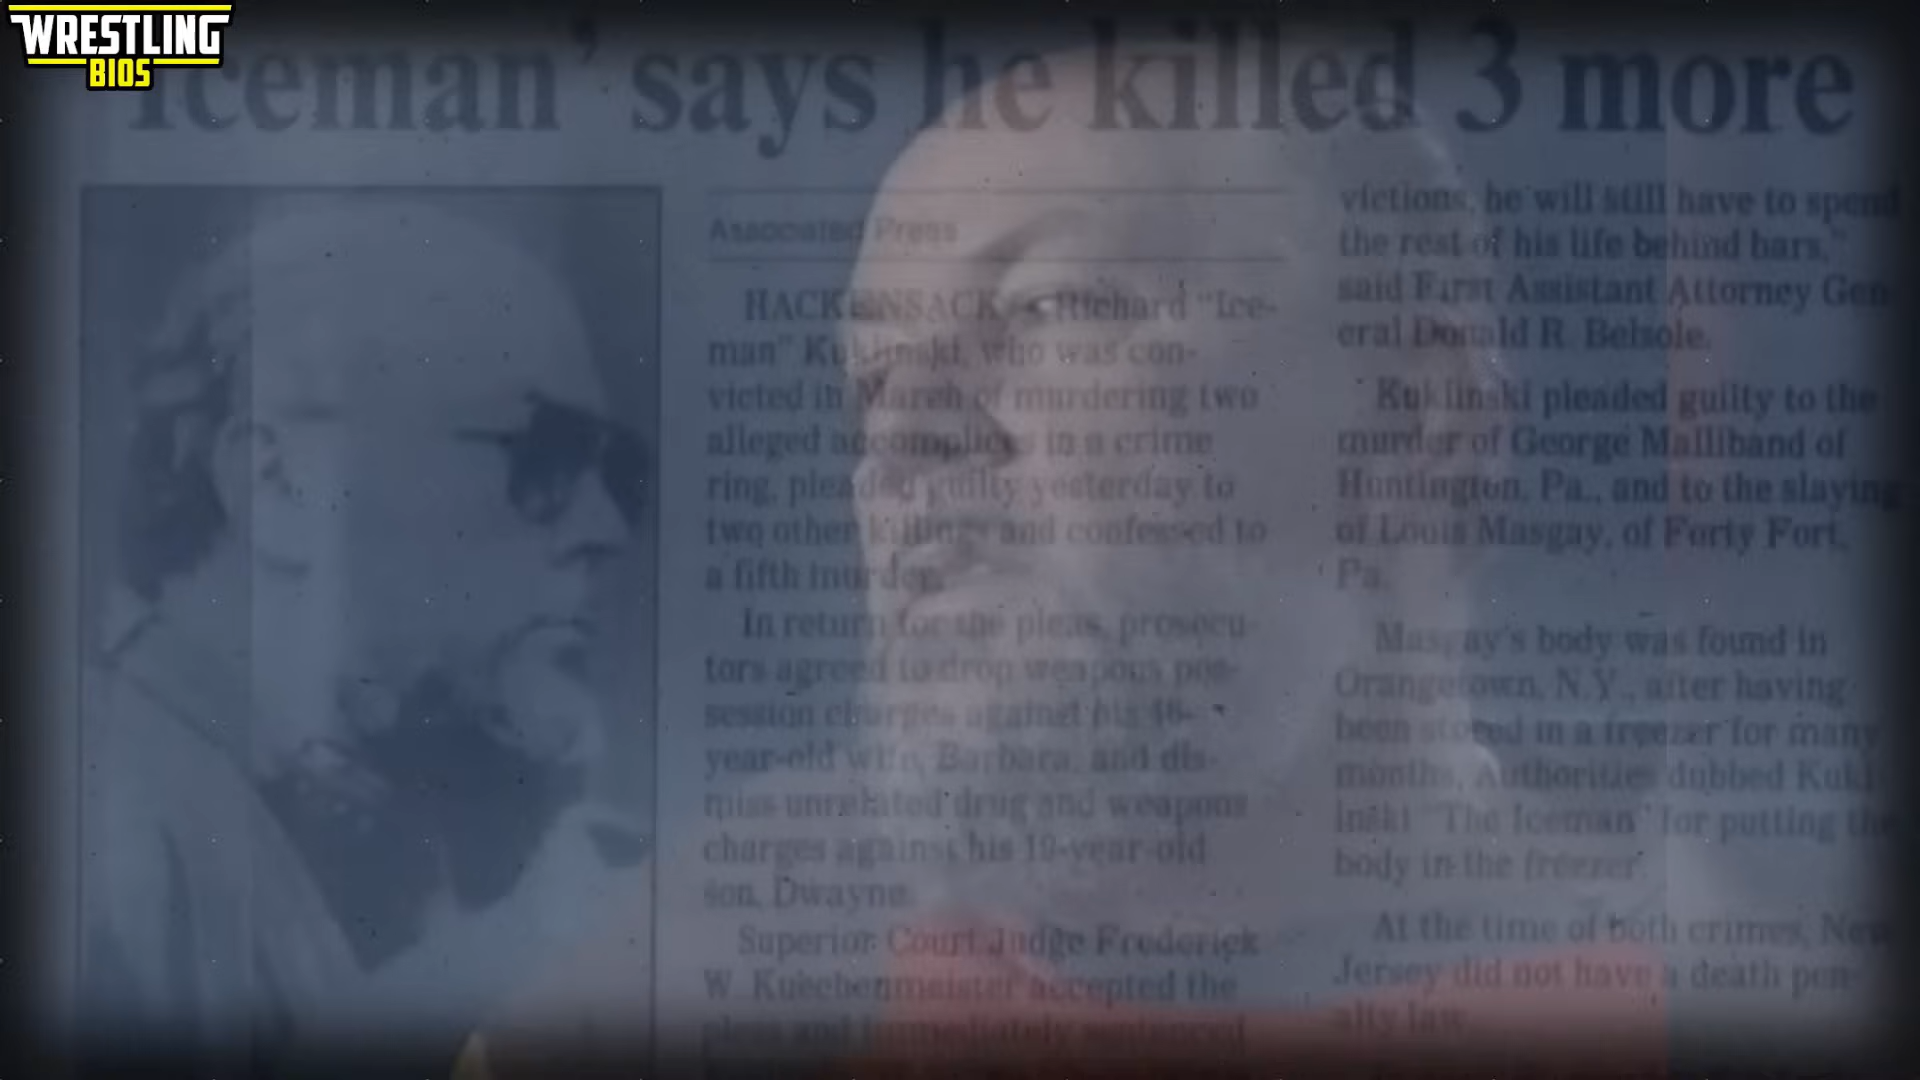 WRESTLING
BIOS
'Iceman' says he killed 3 more
Associated Press
HACKENSACK — Richard "Ice-
man" Kuklinski, who was con-
victed in March of murdering two
alleged accomplices in a crime
ring, pleaded guilty yesterday to
two other killings and confessed to
a fifth murder.
In return for the pleas, prosecu-
tors agreed to drop weapons pos-
session charges against his 46-
year-old wife, Barbara, and dis-
miss unrelated drug and weapons
charges against his 19-year-old
son, Dwayne.
Superior Court Judge Frederick
W. Kuechenmeister accepted the
pleas and immediately sentenced
victions, he will still have to spend
the rest of his life behind bars,"
said First Assistant Attorney Gen-
eral Donald R. Belsole.
Kuklinski pleaded guilty to the
murder of George Malliband of
Huntington, Pa., and to the slaying
of Louis Masgay, of Forty Fort,
Pa.
Masgay's body was found in
Orangetown, N.Y., after having
been stored in a freezer for many
months. Authorities dubbed Kukl-
inski "The Iceman" for putting the
body in the freezer.
At the time of both crimes, New
Jersey did not have a death pen-
alty law.